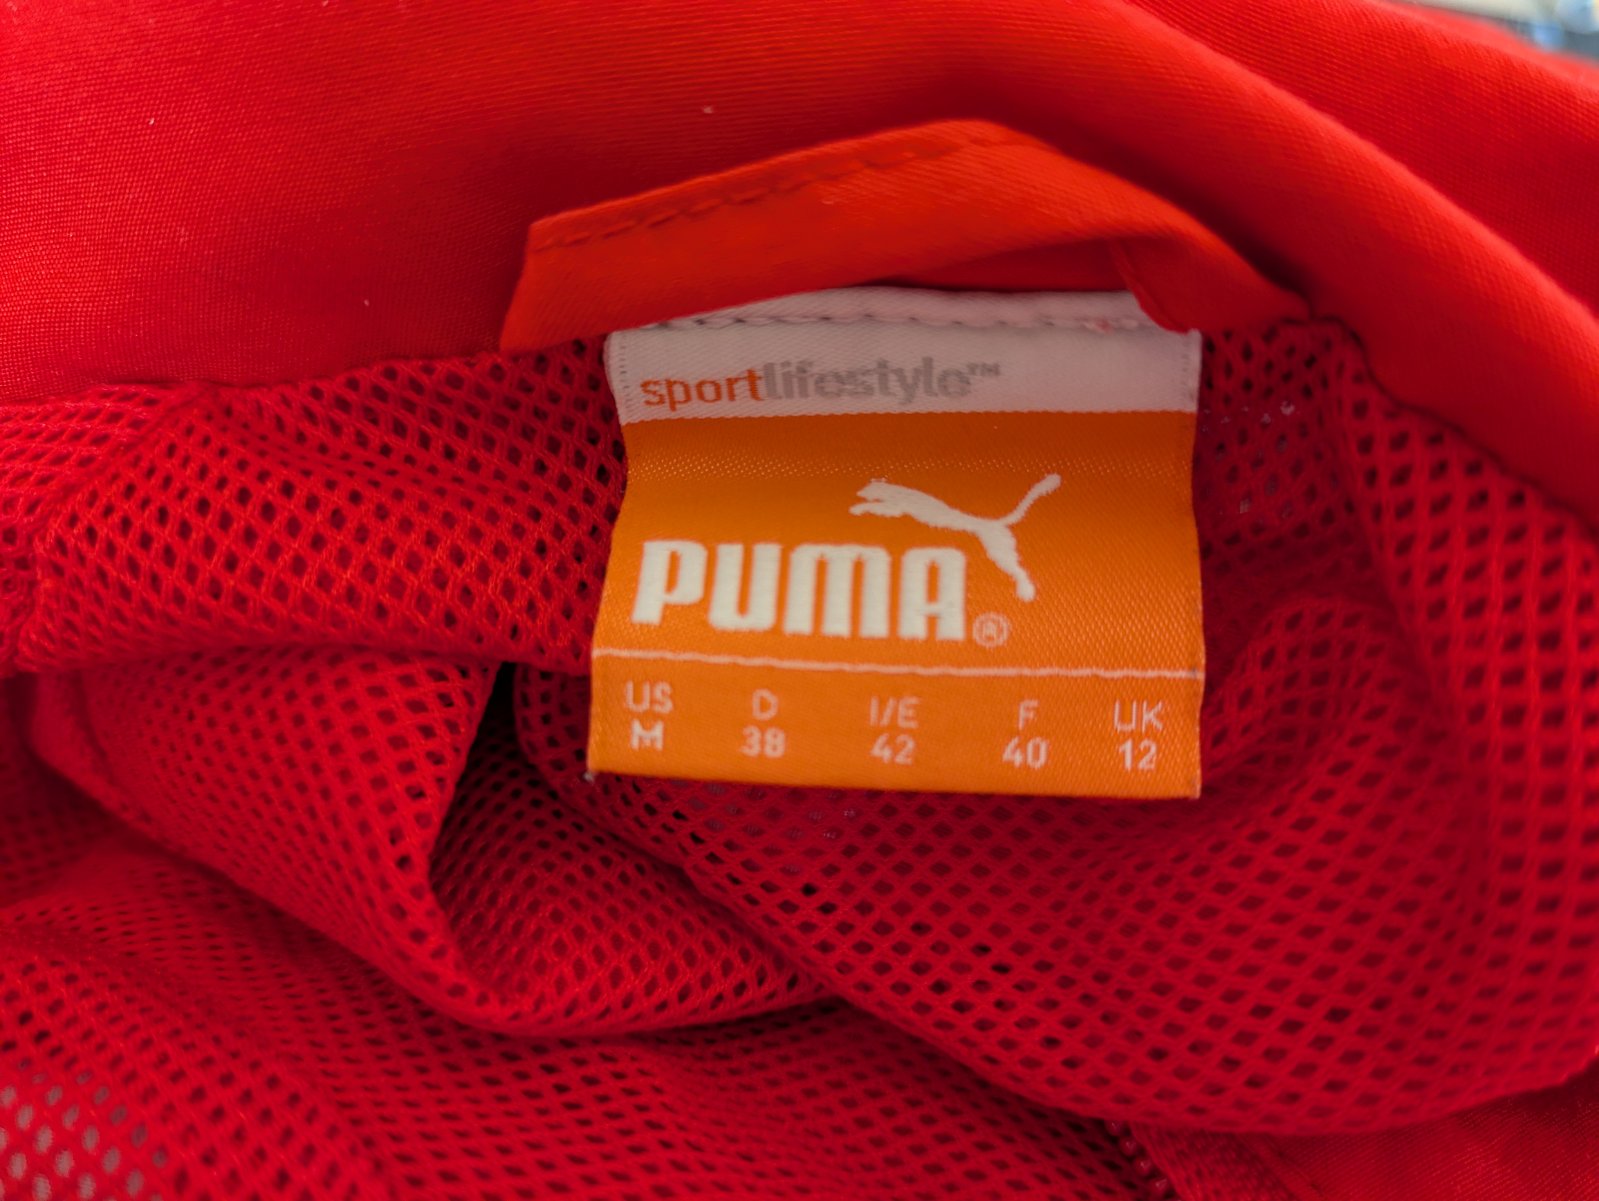 sportlifestyle™
PUMA®
US D I/E F UK
M 38 42 40 12